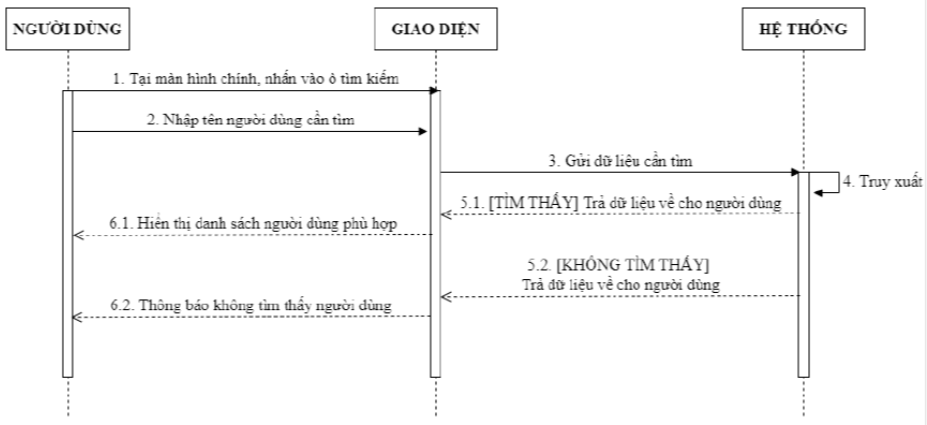 NGƯỜI DÙNG
GIAO DIỆN
HỆ THỐNG
1. Tại màn hình chính, nhấn vào ô tìm kiếm
2. Nhập tên người dùng cần tìm
3. Gửi dữ liệu cần tìm
4. Truy xuất
5.1. [TÌM THẤY] Trả dữ liệu về cho người dùng
6.1. Hiển thị danh sách người dùng phù hợp
5.2. [KHÔNG TÌM THẤY]
Trả dữ liệu về cho người dùng
6.2. Thông báo không tìm thấy người dùng